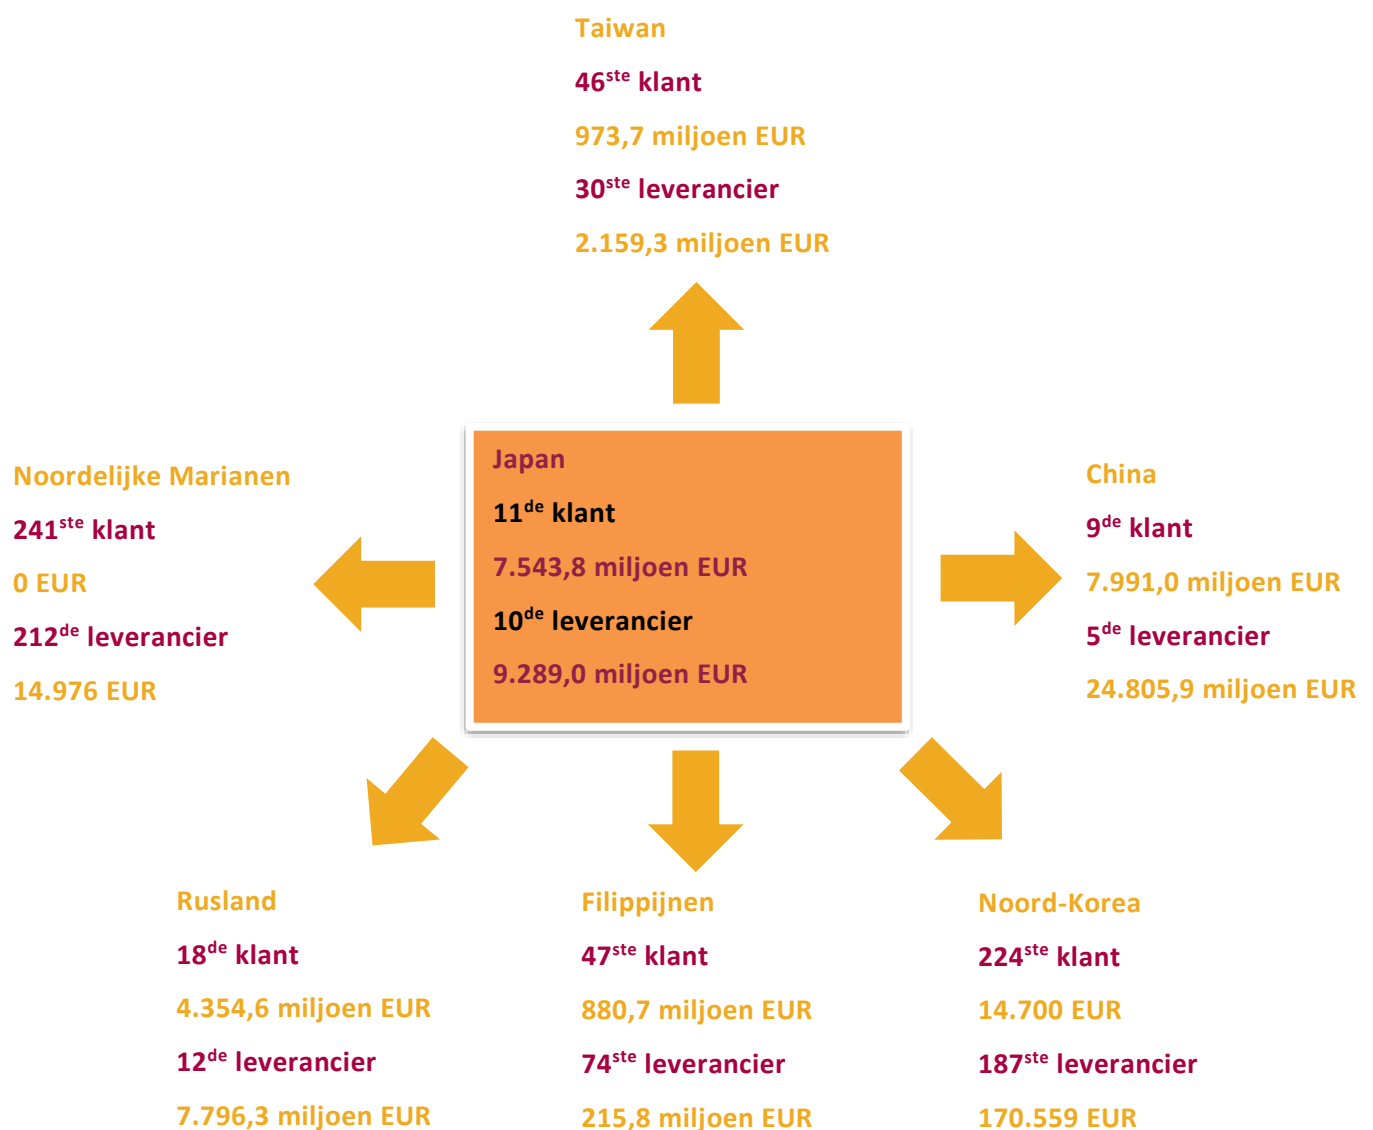 Taiwan
46ste klant
973,7 miljoen EUR
30ste leverancier
2.159,3 miljoen EUR
Noordelijke Marianen
241ste klant
0 EUR
212de leverancier
14.976 EUR
Japan
11de klant
7.543,8 miljoen EUR
10de leverancier
9.289,0 miljoen EUR
China
9de klant
7.991,0 miljoen EUR
5de leverancier
24.805,9 miljoen EUR
Rusland
18de klant
4.354,6 miljoen EUR
12de leverancier
7.796,3 miljoen EUR
Filippijnen
47ste klant
880,7 miljoen EUR
74ste leverancier
215,8 miljoen EUR
Noord-Korea
224ste klant
14.700 EUR
187ste leverancier
170.559 EUR